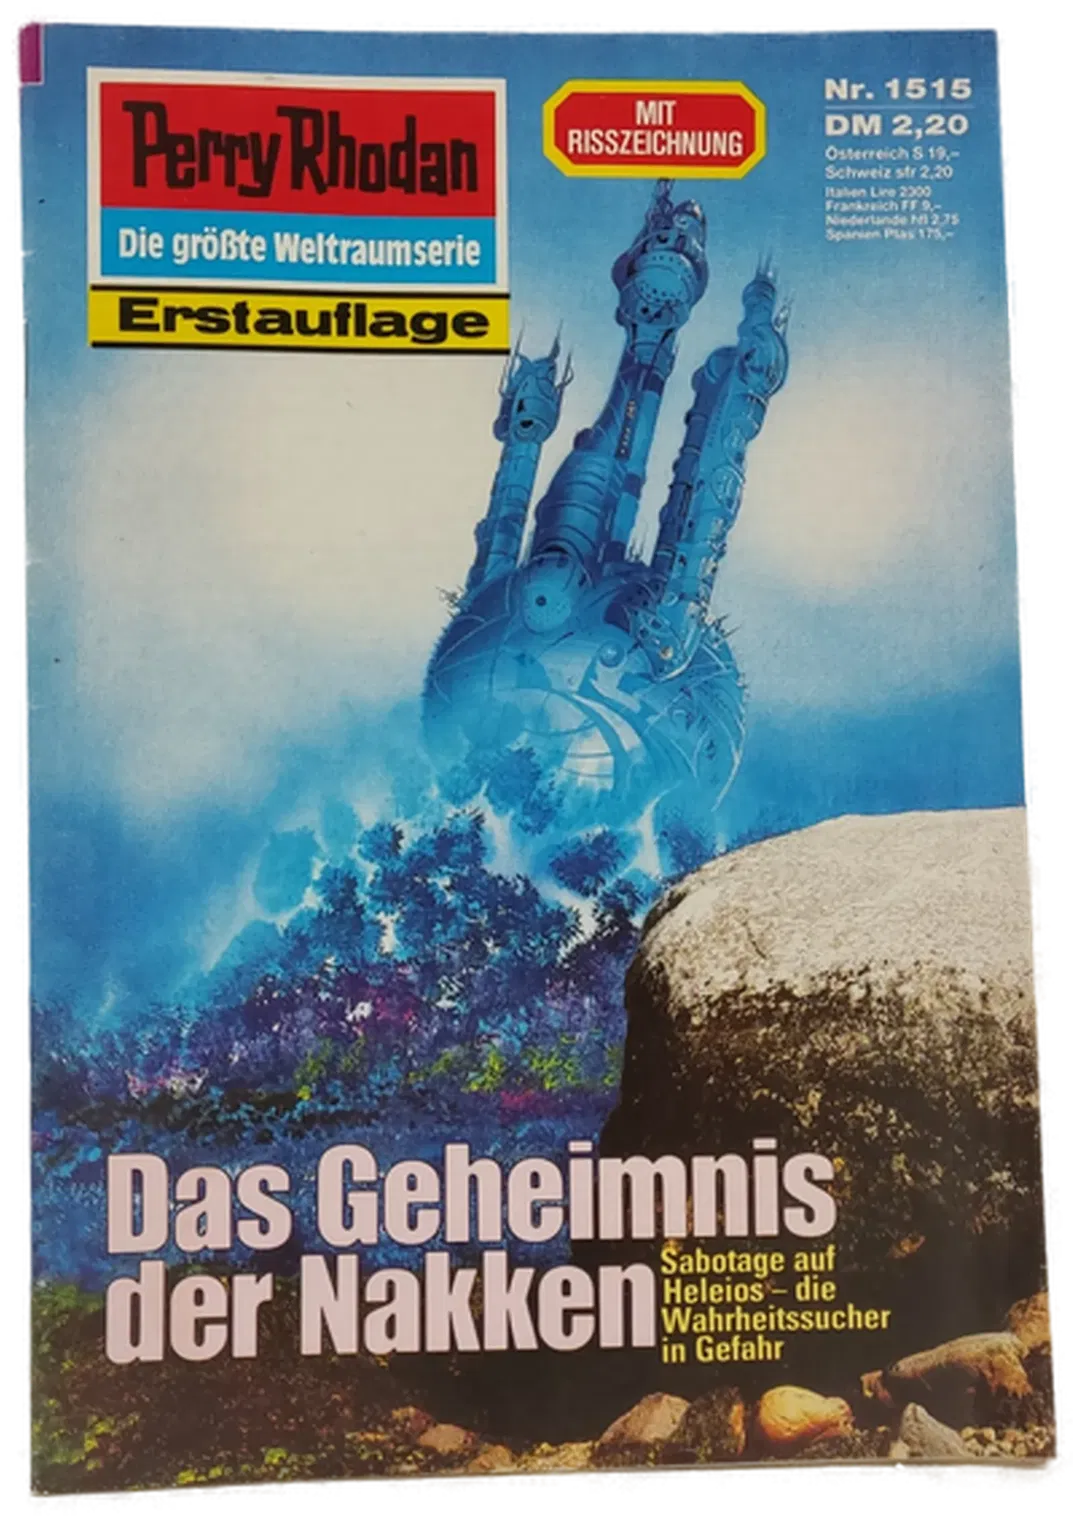 Perry Rhodan
Die größte Weltraumserie
Erstauflage
MIT
RISSZEICHNUNG
Nr. 1515
DM 2,20
Österreich S 19,–
Schweiz sfr 2,20
Italien Lire 2300
Frankreich FF 9,–
Niederlande hfl 2,75
Spanien Ptas 175,–
Das Geheimnis
der Nakken
Sabotage auf
Heleios – die
Wahrheitssucher
in Gefahr